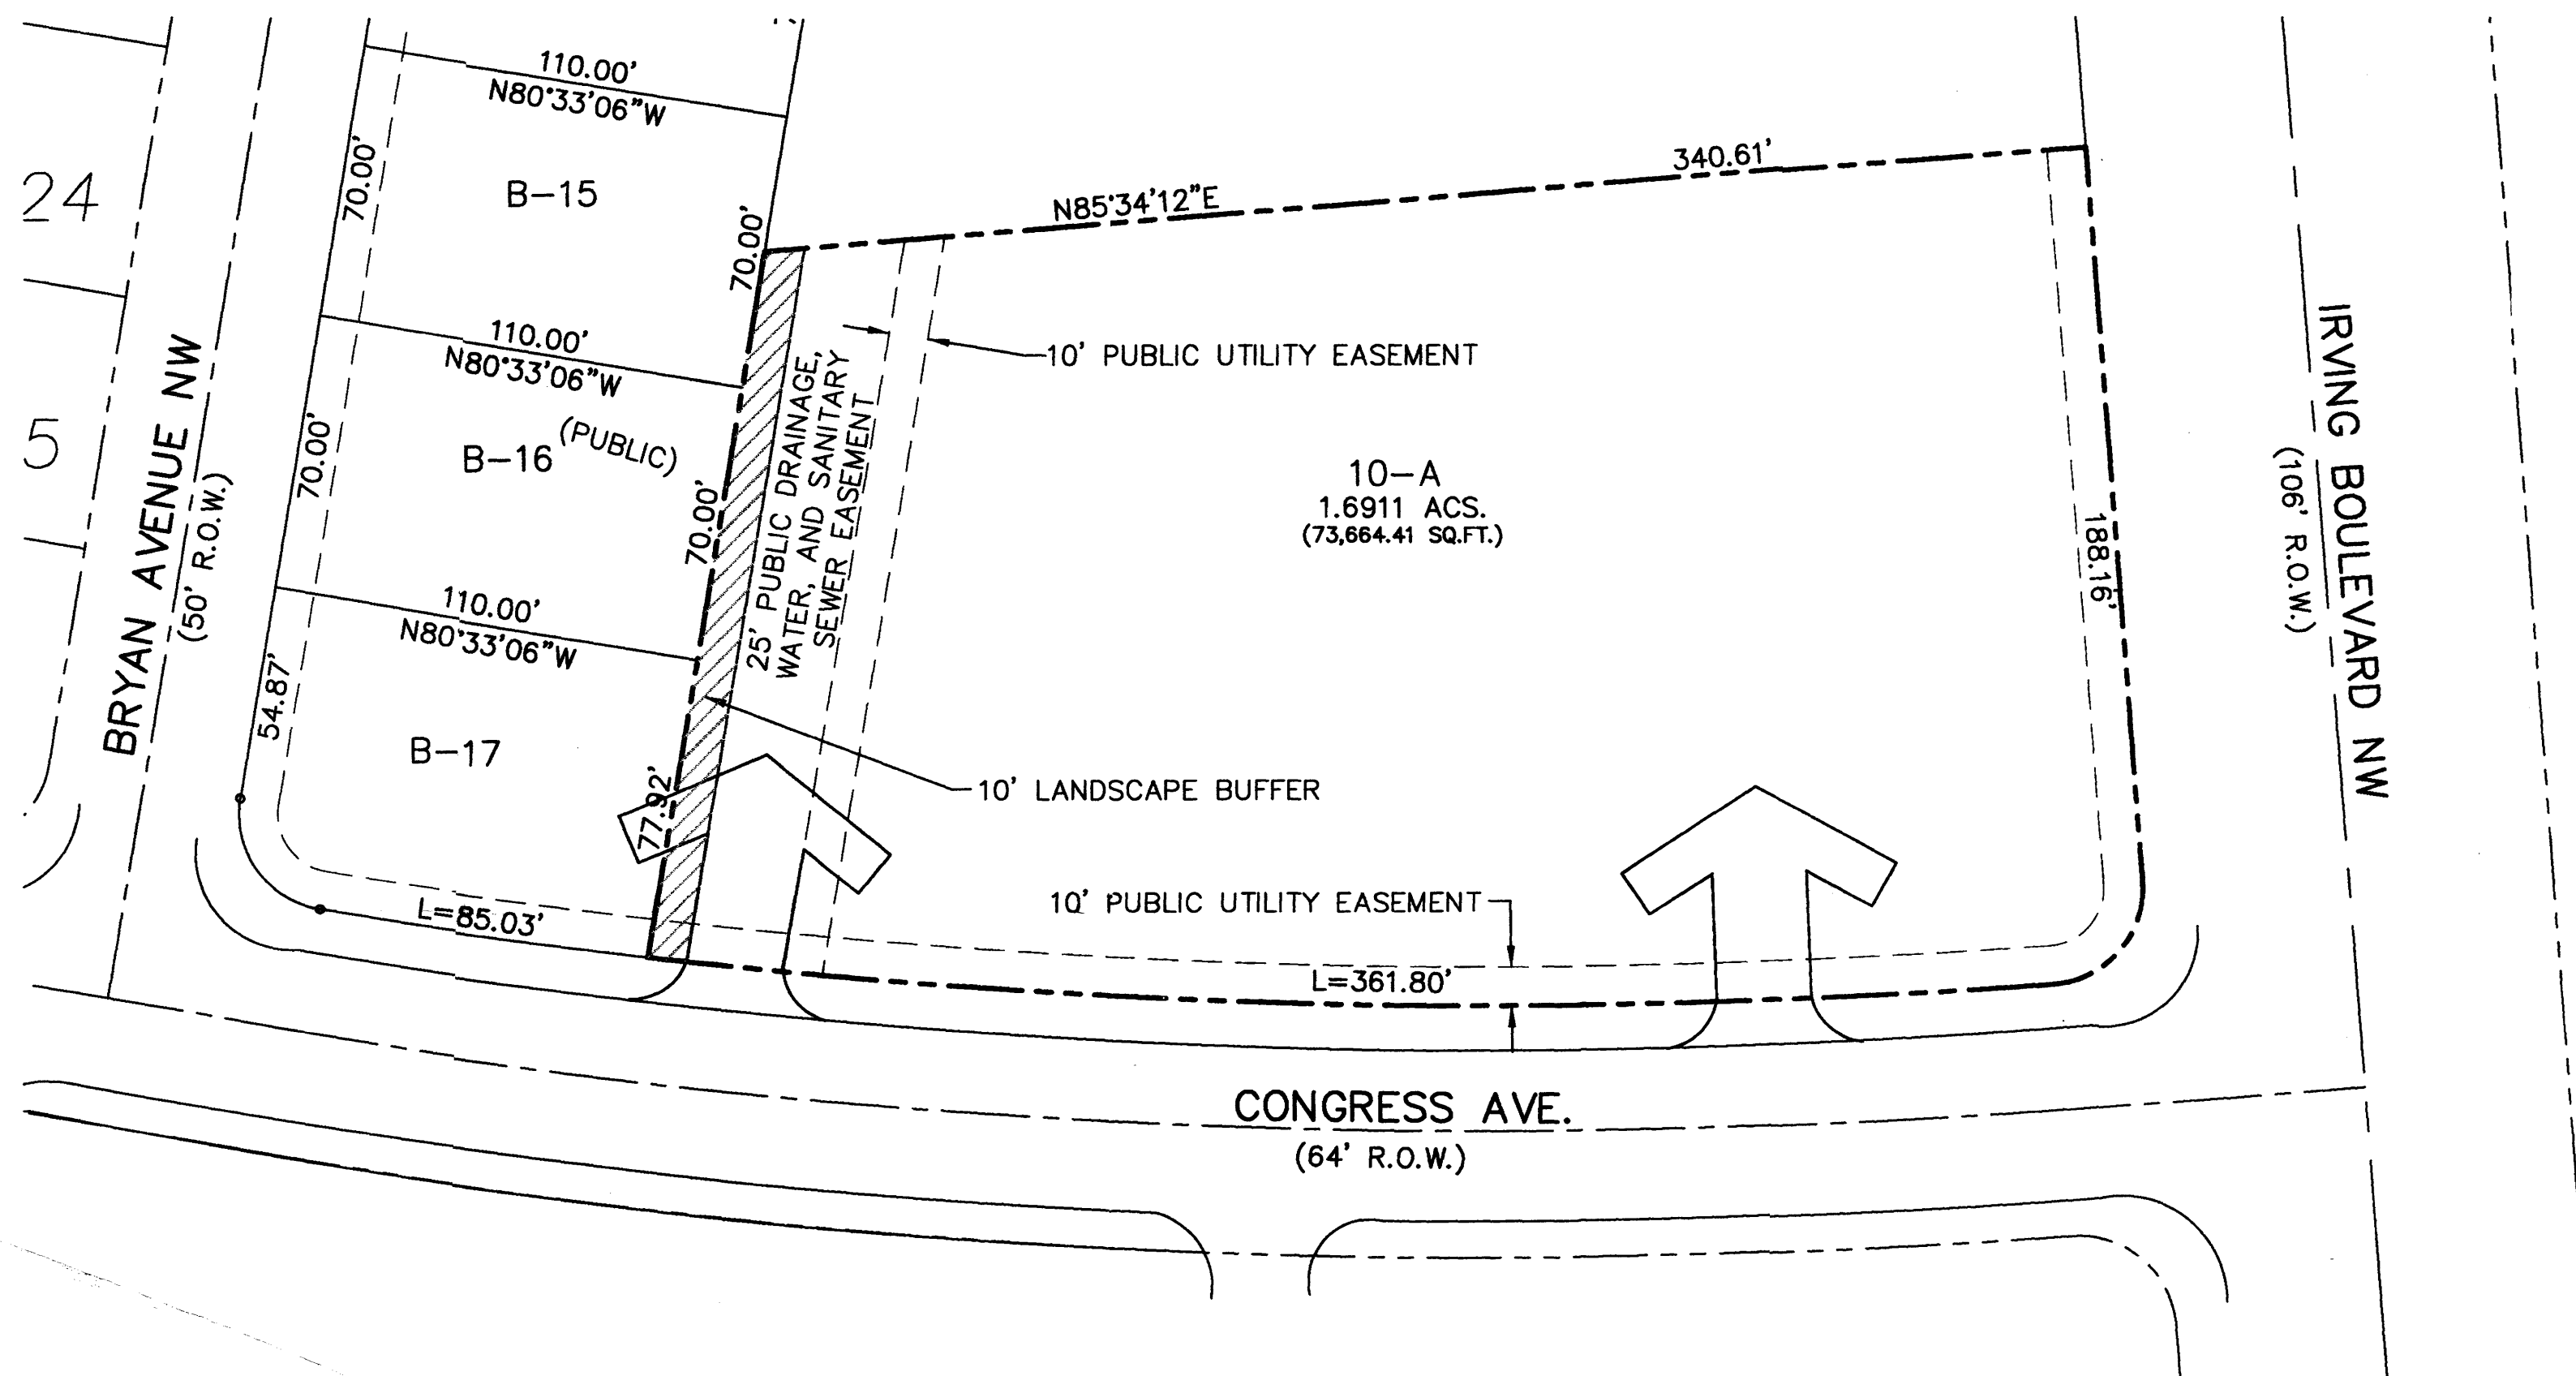 110.00'
N80°33'06"W
70.00'
B-15
24
70.00'
N85°34'12"E
340.61'
110.00'
N80°33'06"W
10' PUBLIC UTILITY EASEMENT
25' PUBLIC DRAINAGE,
WATER, AND SANITARY
SEWER EASEMENT
B-16
(PUBLIC)
70.00'
70.00'
5
BRYAN AVENUE NW
(50' R.O.W.)
10-A
1.6911 ACS.
(73,664.41 SQ.FT.)
188.16'
IRVING BOULEVARD NW
(106' R.O.W.)
110.00'
N80°33'06"W
54.87'
B-17
77.92'
10' LANDSCAPE BUFFER
10' PUBLIC UTILITY EASEMENT
L=85.03'
L=361.80'
CONGRESS AVE.
(64' R.O.W.)